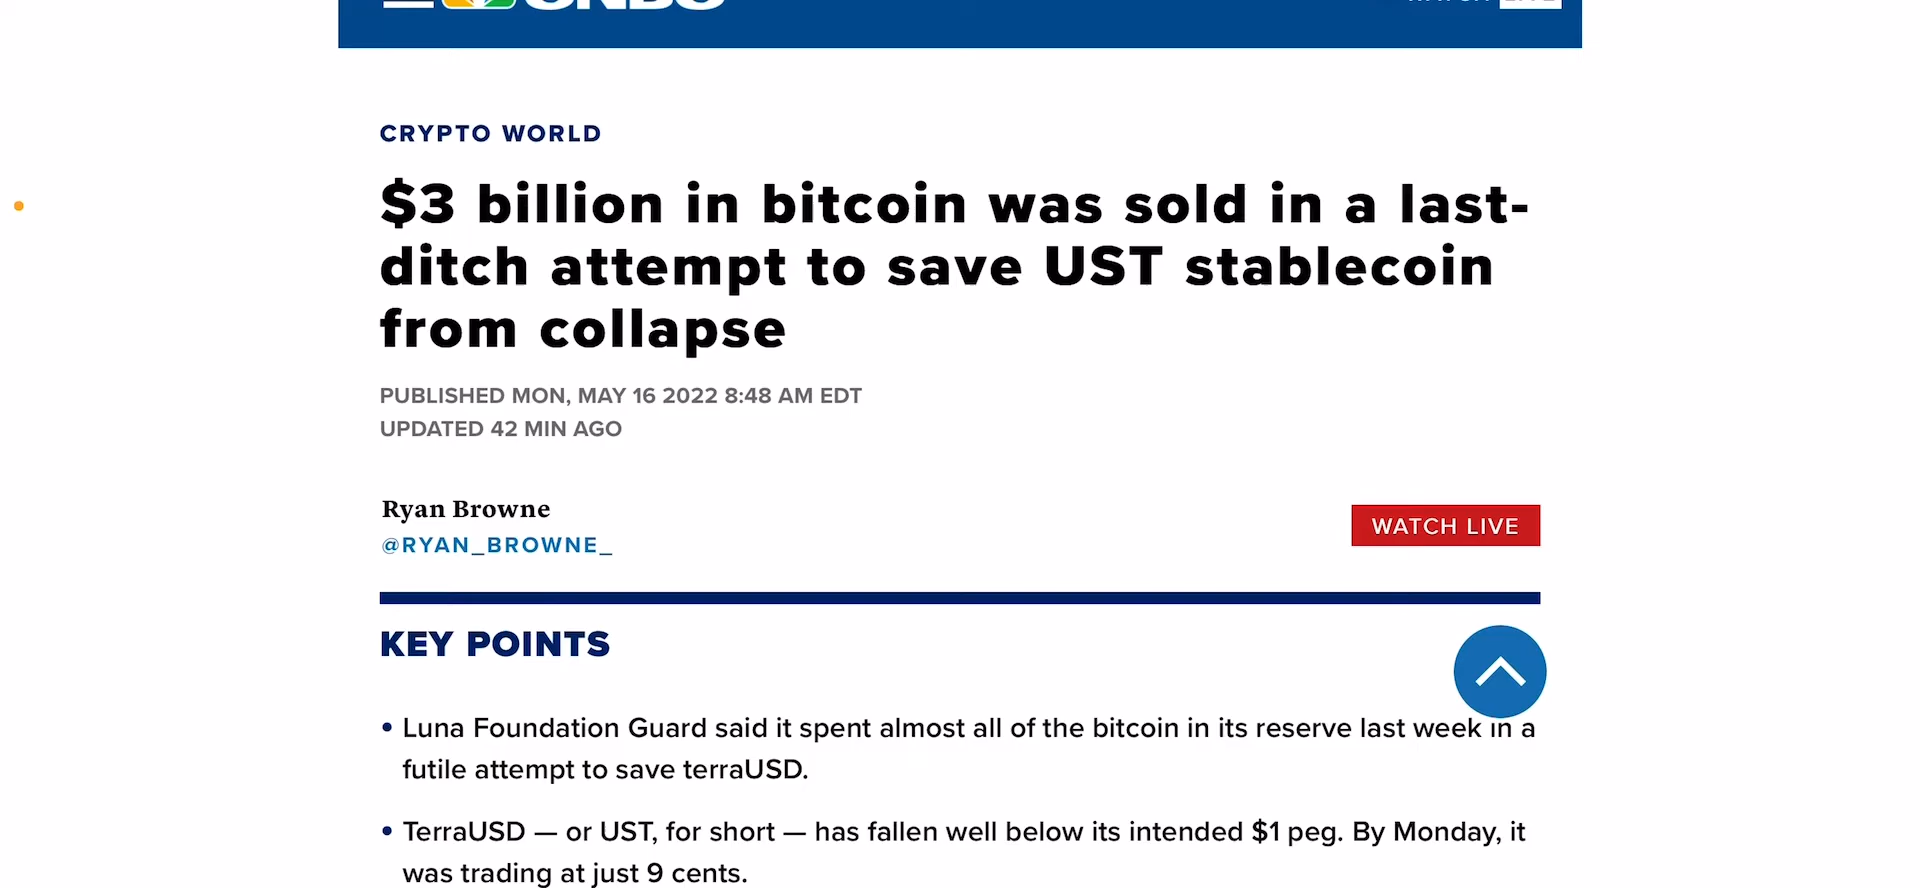 CNBC
WATCH LIVE
CRYPTO WORLD
$3 billion in bitcoin was sold in a last-
ditch attempt to save UST stablecoin
from collapse
PUBLISHED MON, MAY 16 2022 8:48 AM EDT
UPDATED 42 MIN AGO
Ryan Browne
@RYAN_BROWNE_
WATCH LIVE
KEY POINTS
• Luna Foundation Guard said it spent almost all of the bitcoin in its reserve last week in a
futile attempt to save terraUSD.
• TerraUSD — or UST, for short — has fallen well below its intended $1 peg. By Monday, it
was trading at just 9 cents.